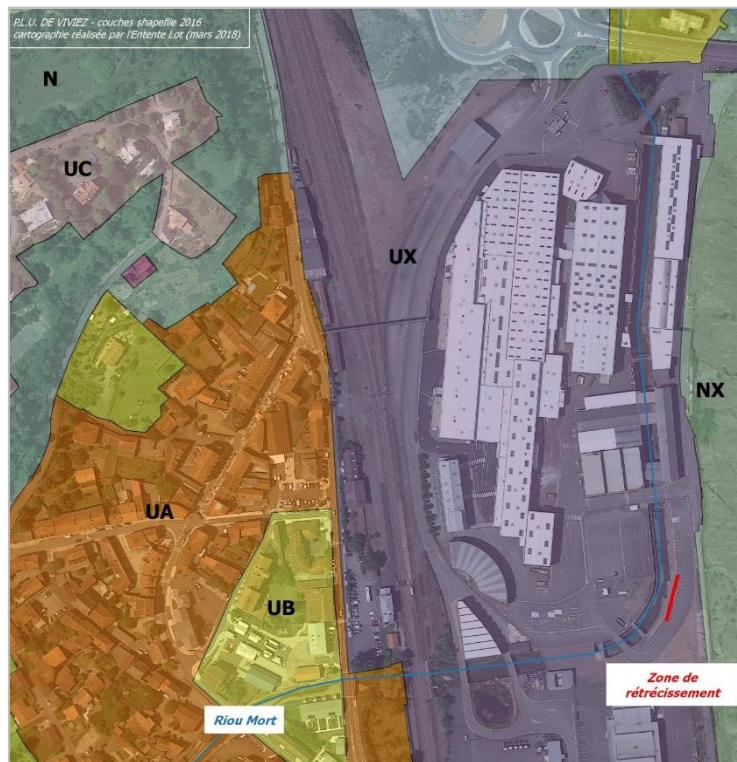 P.L.U. DE VIVIEZ - couches shapefile 2016
cartographie réalisée par l'Entente Lot (mars 2018)
N
UC
UX
NX
UA
UB
Zone de
rétrécissement
Riou Mort